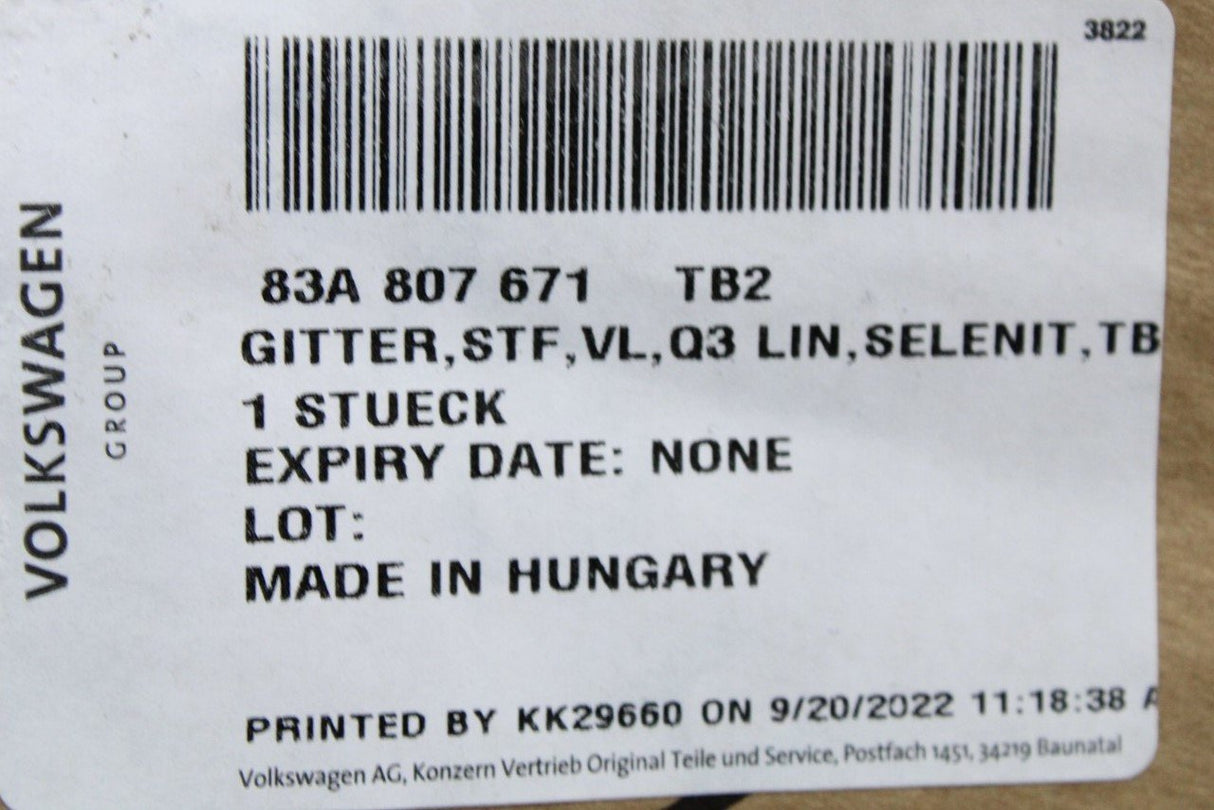 3822
VOLKSWAGEN
GROUP
83A 807 671 TB2
GITTER,STF,VL,Q3 LIN,SELENIT,TB
1 STUECK
EXPIRY DATE: NONE
LOT:
MADE IN HUNGARY
PRINTED BY KK29660 ON 9/20/2022 11:18:38 A
Volkswagen AG, Konzern Vertrieb Original Teile und Service, Postfach 1451, 34219 Baunatal